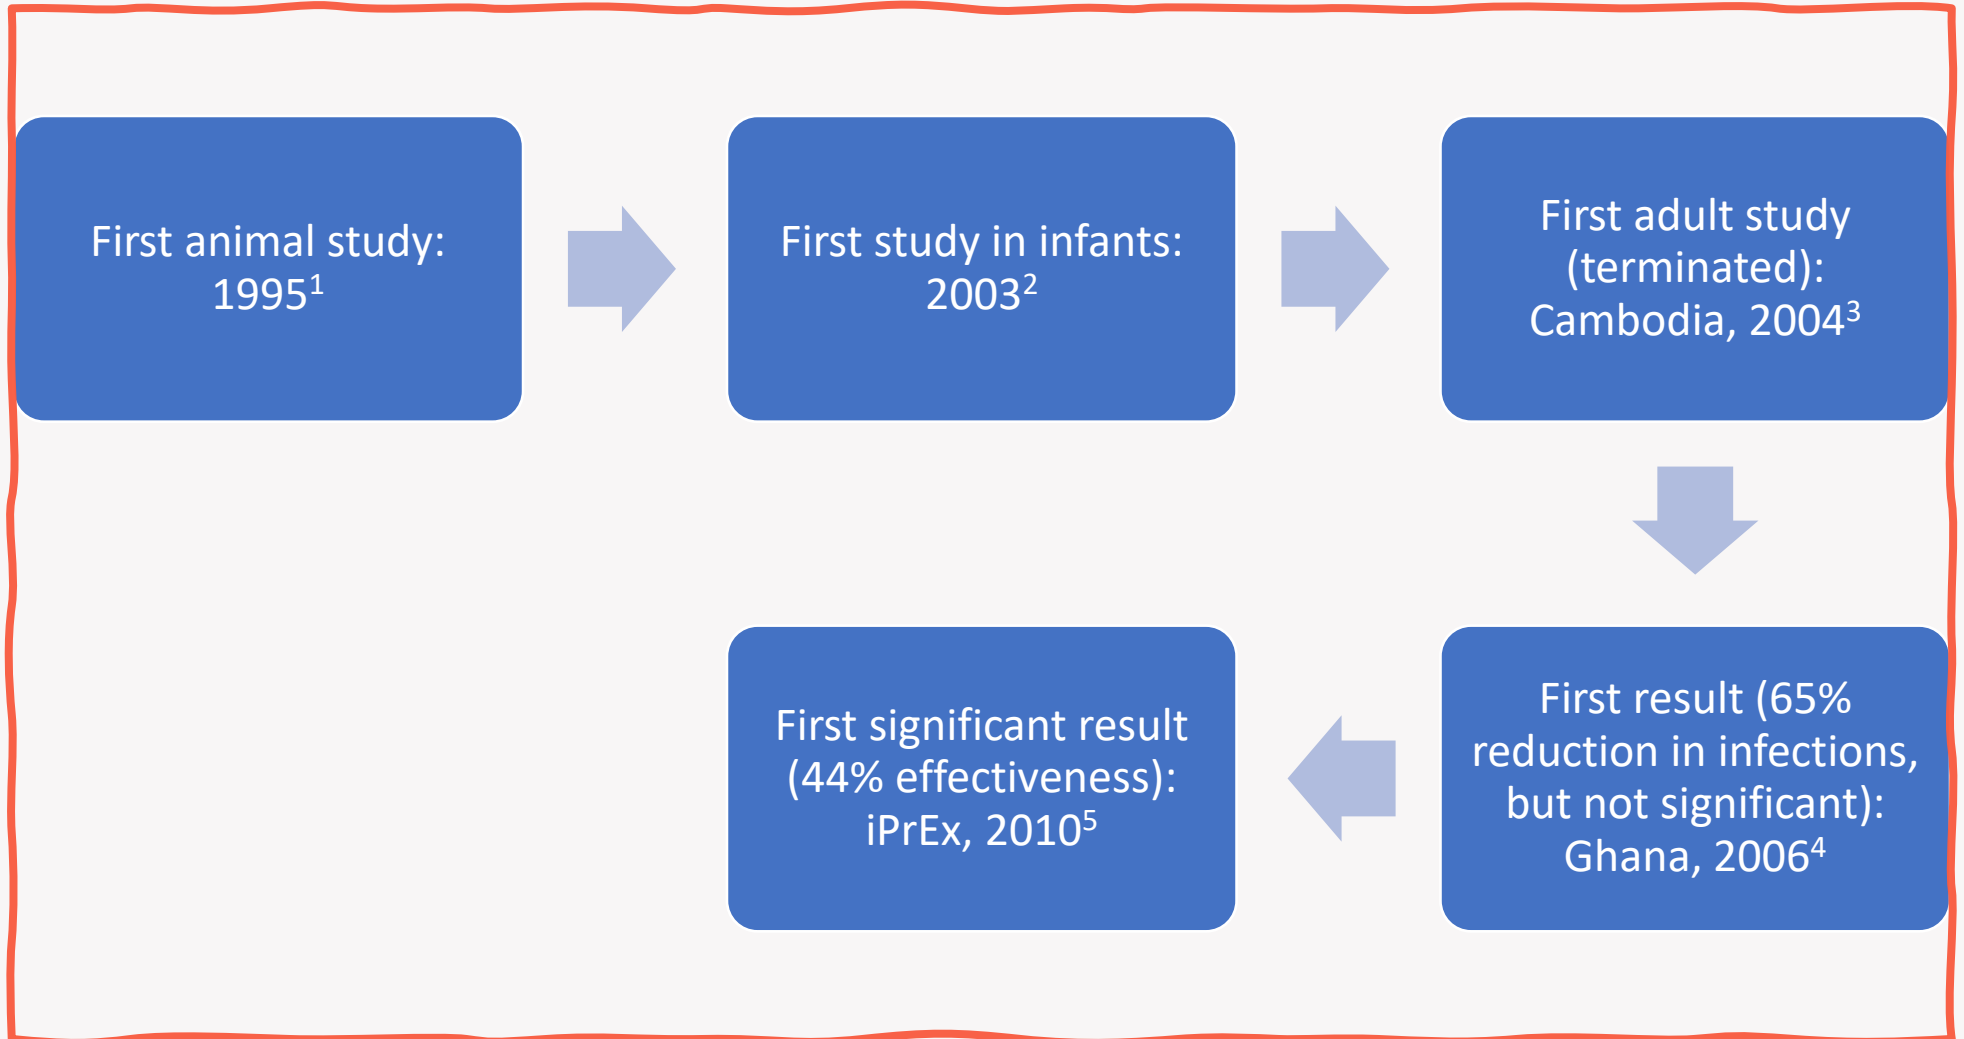 First animal study:
1995¹
First study in infants:
2003²
First adult study
(terminated):
Cambodia, 2004³
First result (65%
reduction in infections,
but not significant):
Ghana, 2006⁴
First significant result
(44% effectiveness):
iPrEx, 2010⁵